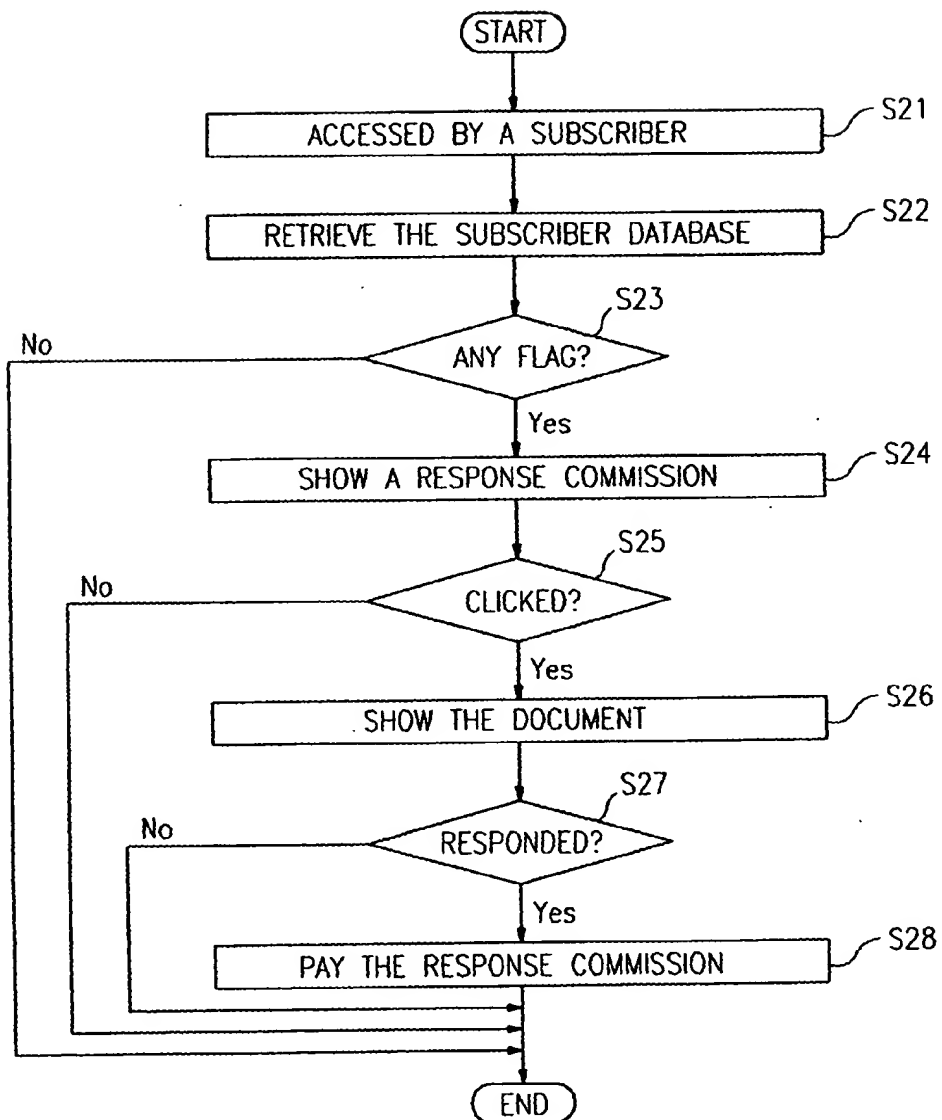 START
ACCESSED BY A SUBSCRIBER
S21
RETRIEVE THE SUBSCRIBER DATABASE
S22
ANY FLAG?
S23
No
Yes
SHOW A RESPONSE COMMISSION
S24
CLICKED?
S25
No
Yes
SHOW THE DOCUMENT
S26
RESPONDED?
S27
No
Yes
PAY THE RESPONSE COMMISSION
S28
END